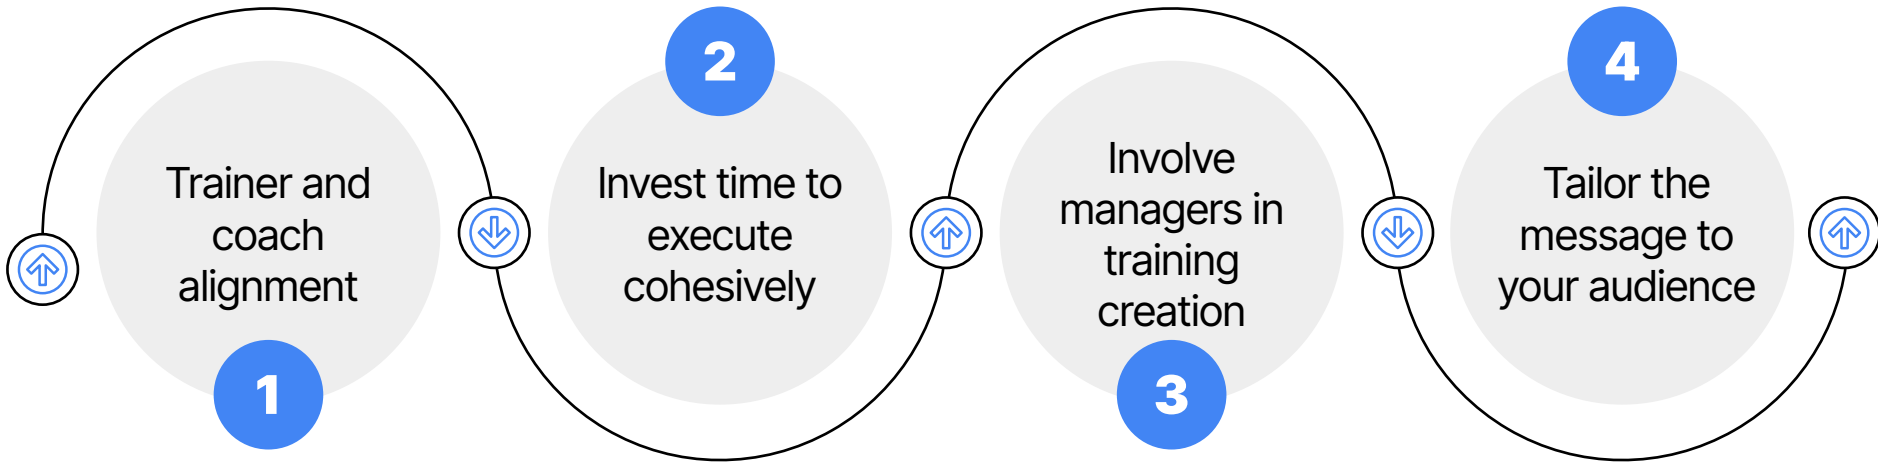 Trainer and
coach
alignment
1
2
Invest time to
execute
cohesively
Involve
managers in
training
creation
3
4
Tailor the
message to
your audience